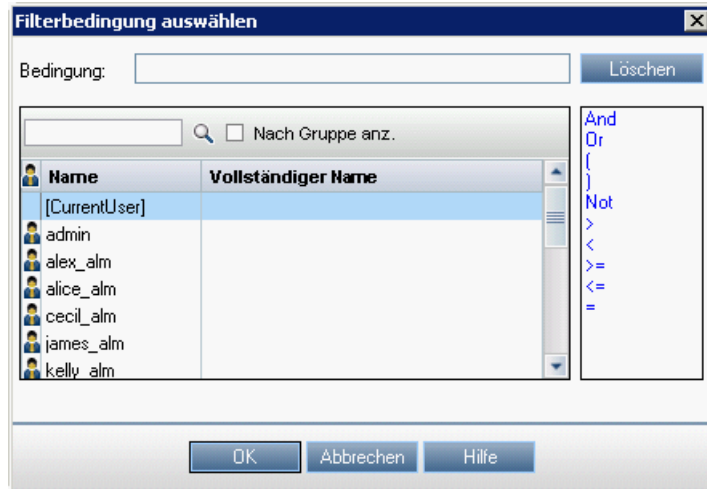 Filterbedingung auswählen
Bedingung:
Löschen
Nach Gruppe anz.
Name Vollständiger Name
[CurrentUser]
admin
alex_alm
alice_alm
cecil_alm
james_alm
kelly_alm
And
Or
(
)
Not
>
<
>=
<=
=
OK Abbrechen Hilfe